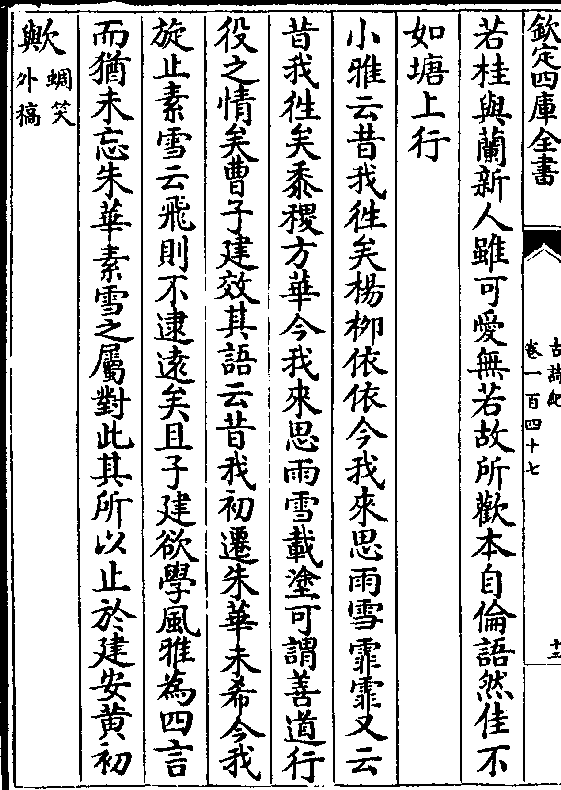 欽定四庫全書
古詩紀
卷一百四十七
十二
若桂與蘭新人雖可愛無若故所歡本自倫語然佳不
如塘上行
小雅云昔我徃矣楊栁依依今我來思雨雪霏霏又云
昔我徃矣黍稷方華今我來思雨雪載塗可謂善道行
役之情矣曹子建效其語云昔我初遷朱華未希今我
旋止素雪云飛則不逮逺矣且子建欲學風雅為四言
而猶未忘朱華素雪之屬對此其所以止於建安黄初
歟蜩笑
外稿